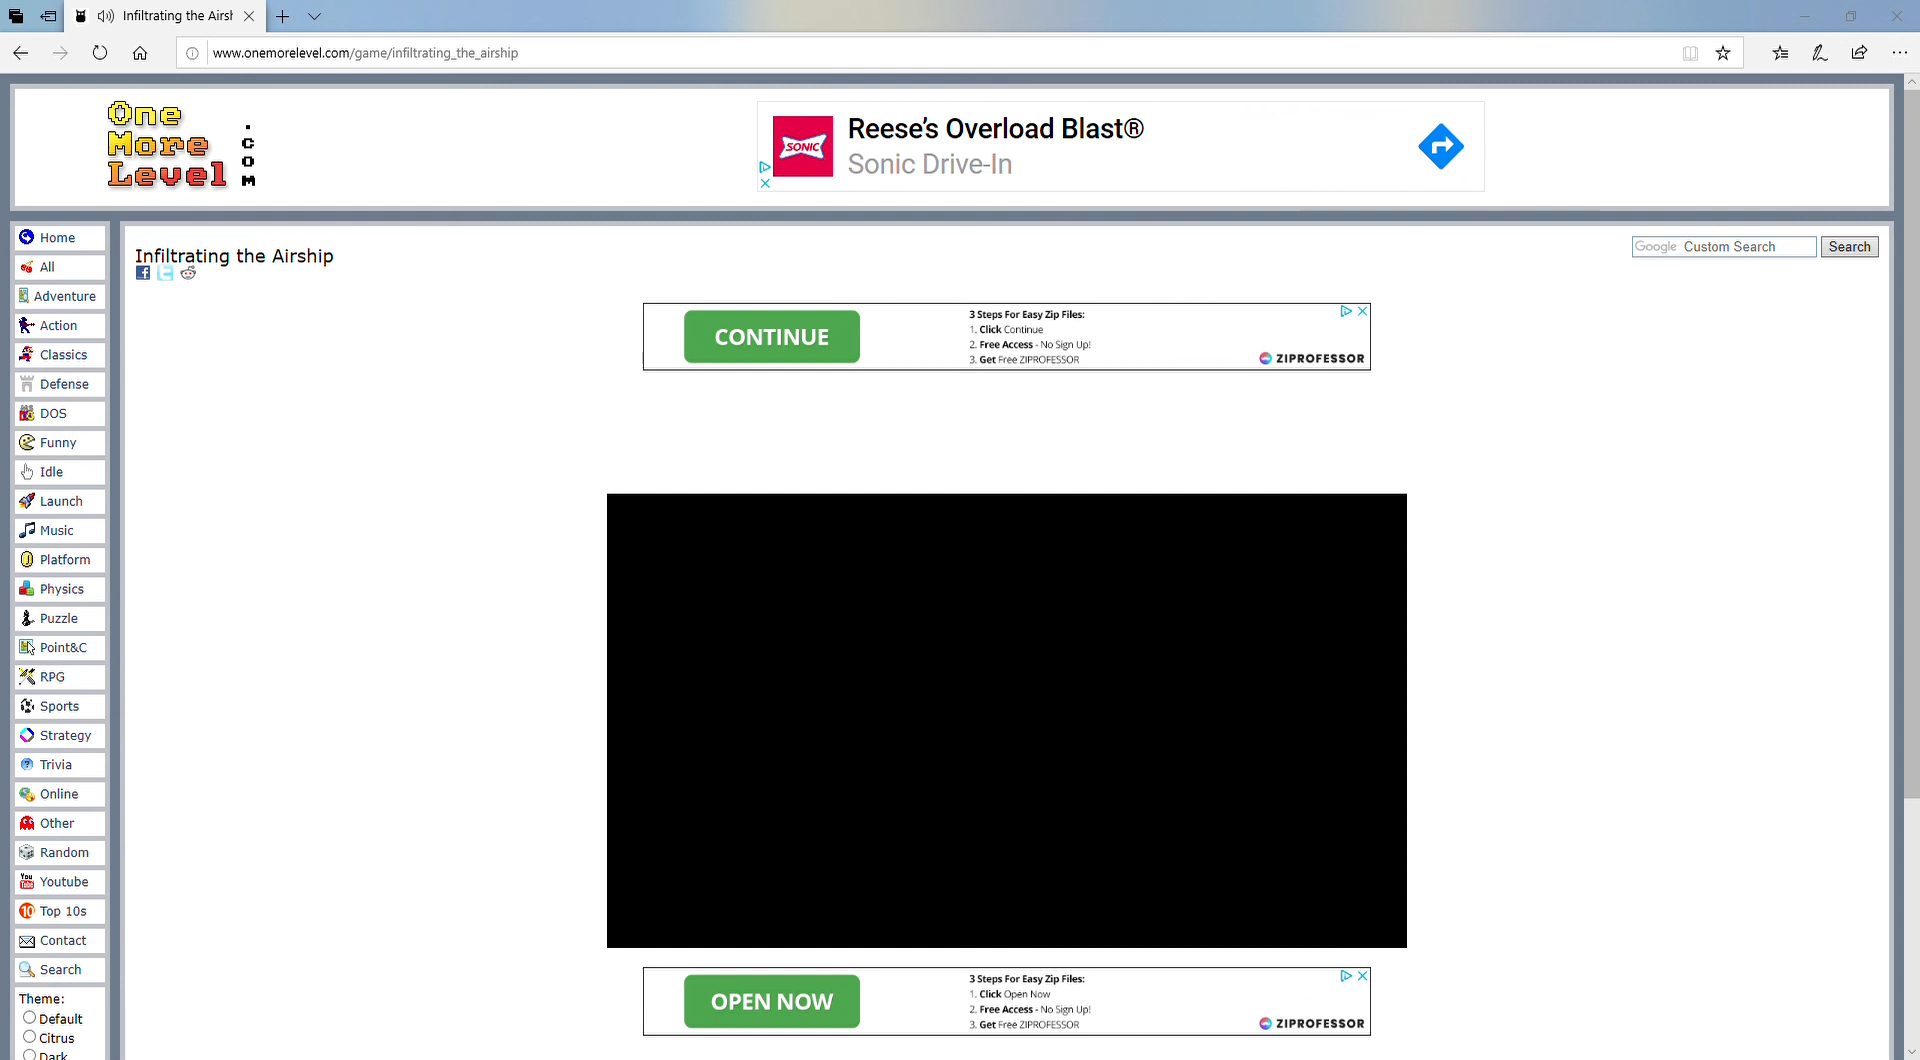 Infiltrating the Airsh
www.onemorelevel.com/game/infiltrating_the_airship
One
More
Level
.com
SONIC
Reese's Overload Blast®
Sonic Drive-In
Home
All
Adventure
Action
Classics
Defense
DOS
Funny
Idle
Launch
Music
Platform
Physics
Puzzle
Point&C
RPG
Sports
Strategy
Trivia
Online
Other
Random
You
Tube
Youtube
10
Top 10s
Contact
Search
Theme:
Default
Citrus
Dark
Infiltrating the Airship
Google Custom Search
Search
CONTINUE
3 Steps For Easy Zip Files:
1. Click Continue
2. Free Access - No Sign Up!
3. Get Free ZIPROFESSOR
ZIPROFESSOR
OPEN NOW
3 Steps For Easy Zip Files:
1. Click Open Now
2. Free Access - No Sign Up!
3. Get Free ZIPROFESSOR
ZIPROFESSOR